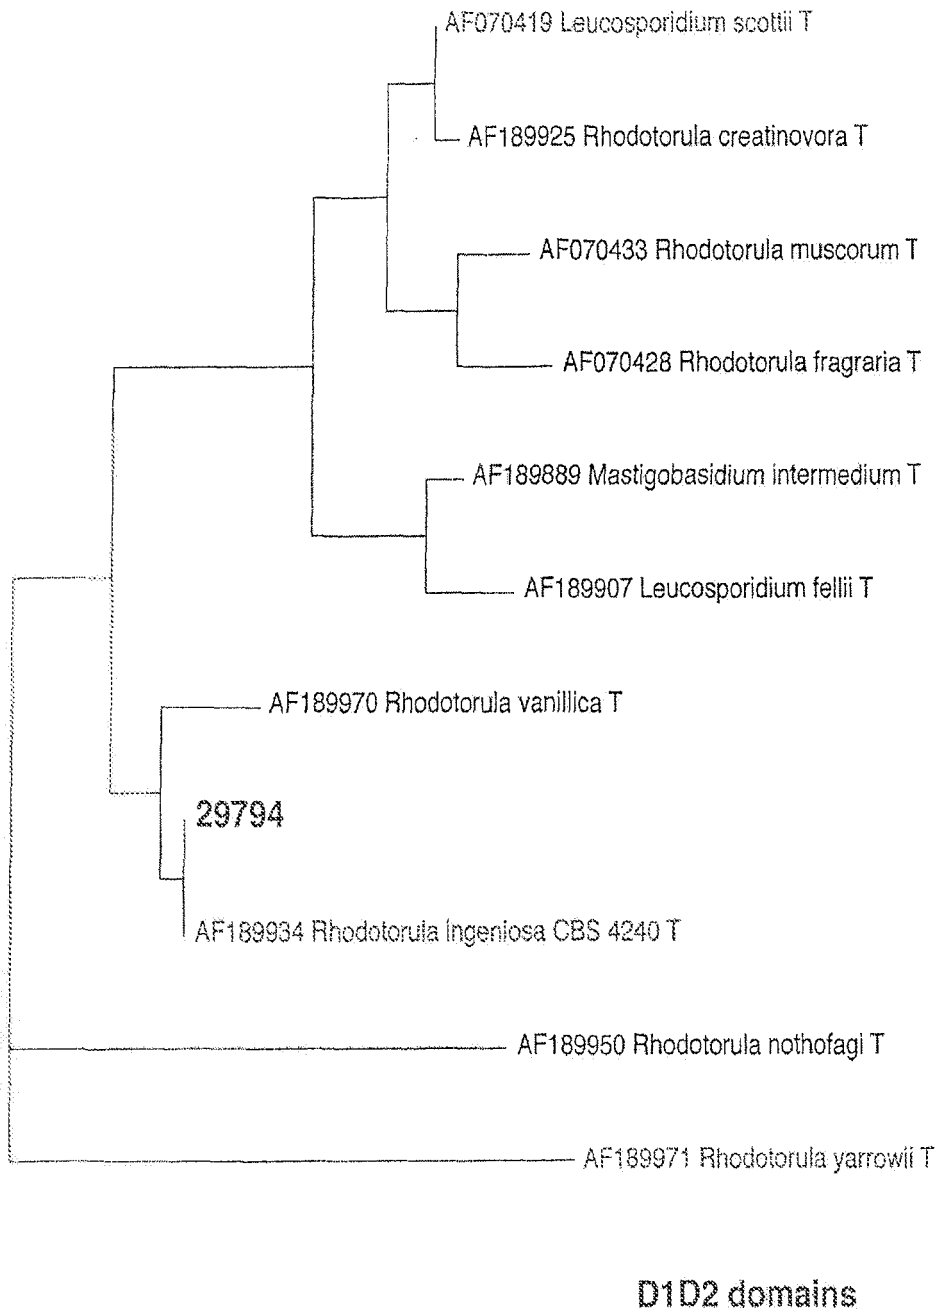 AF070419 Leucosporidium scottii T
AF189925 Rhodotorula creatinovora T
AF070433 Rhodotorula muscorum T
AF070428 Rhodotorula fragraria T
AF189889 Mastigobasidium intermedium T
AF189907 Leucosporidium fellii T
AF189970 Rhodotorula vanillica T
29794
AF189934 Rhodotorula ingeniosa CBS 4240 T
AF189950 Rhodotorula nothofagi T
AF189971 Rhodotorula yarrowii T
D1D2 domains